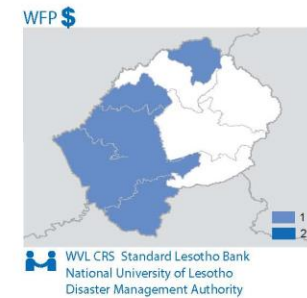 WFP $
1
2
WVL CRS Standard Lesotho Bank
National University of Lesotho
Disaster Management Authority